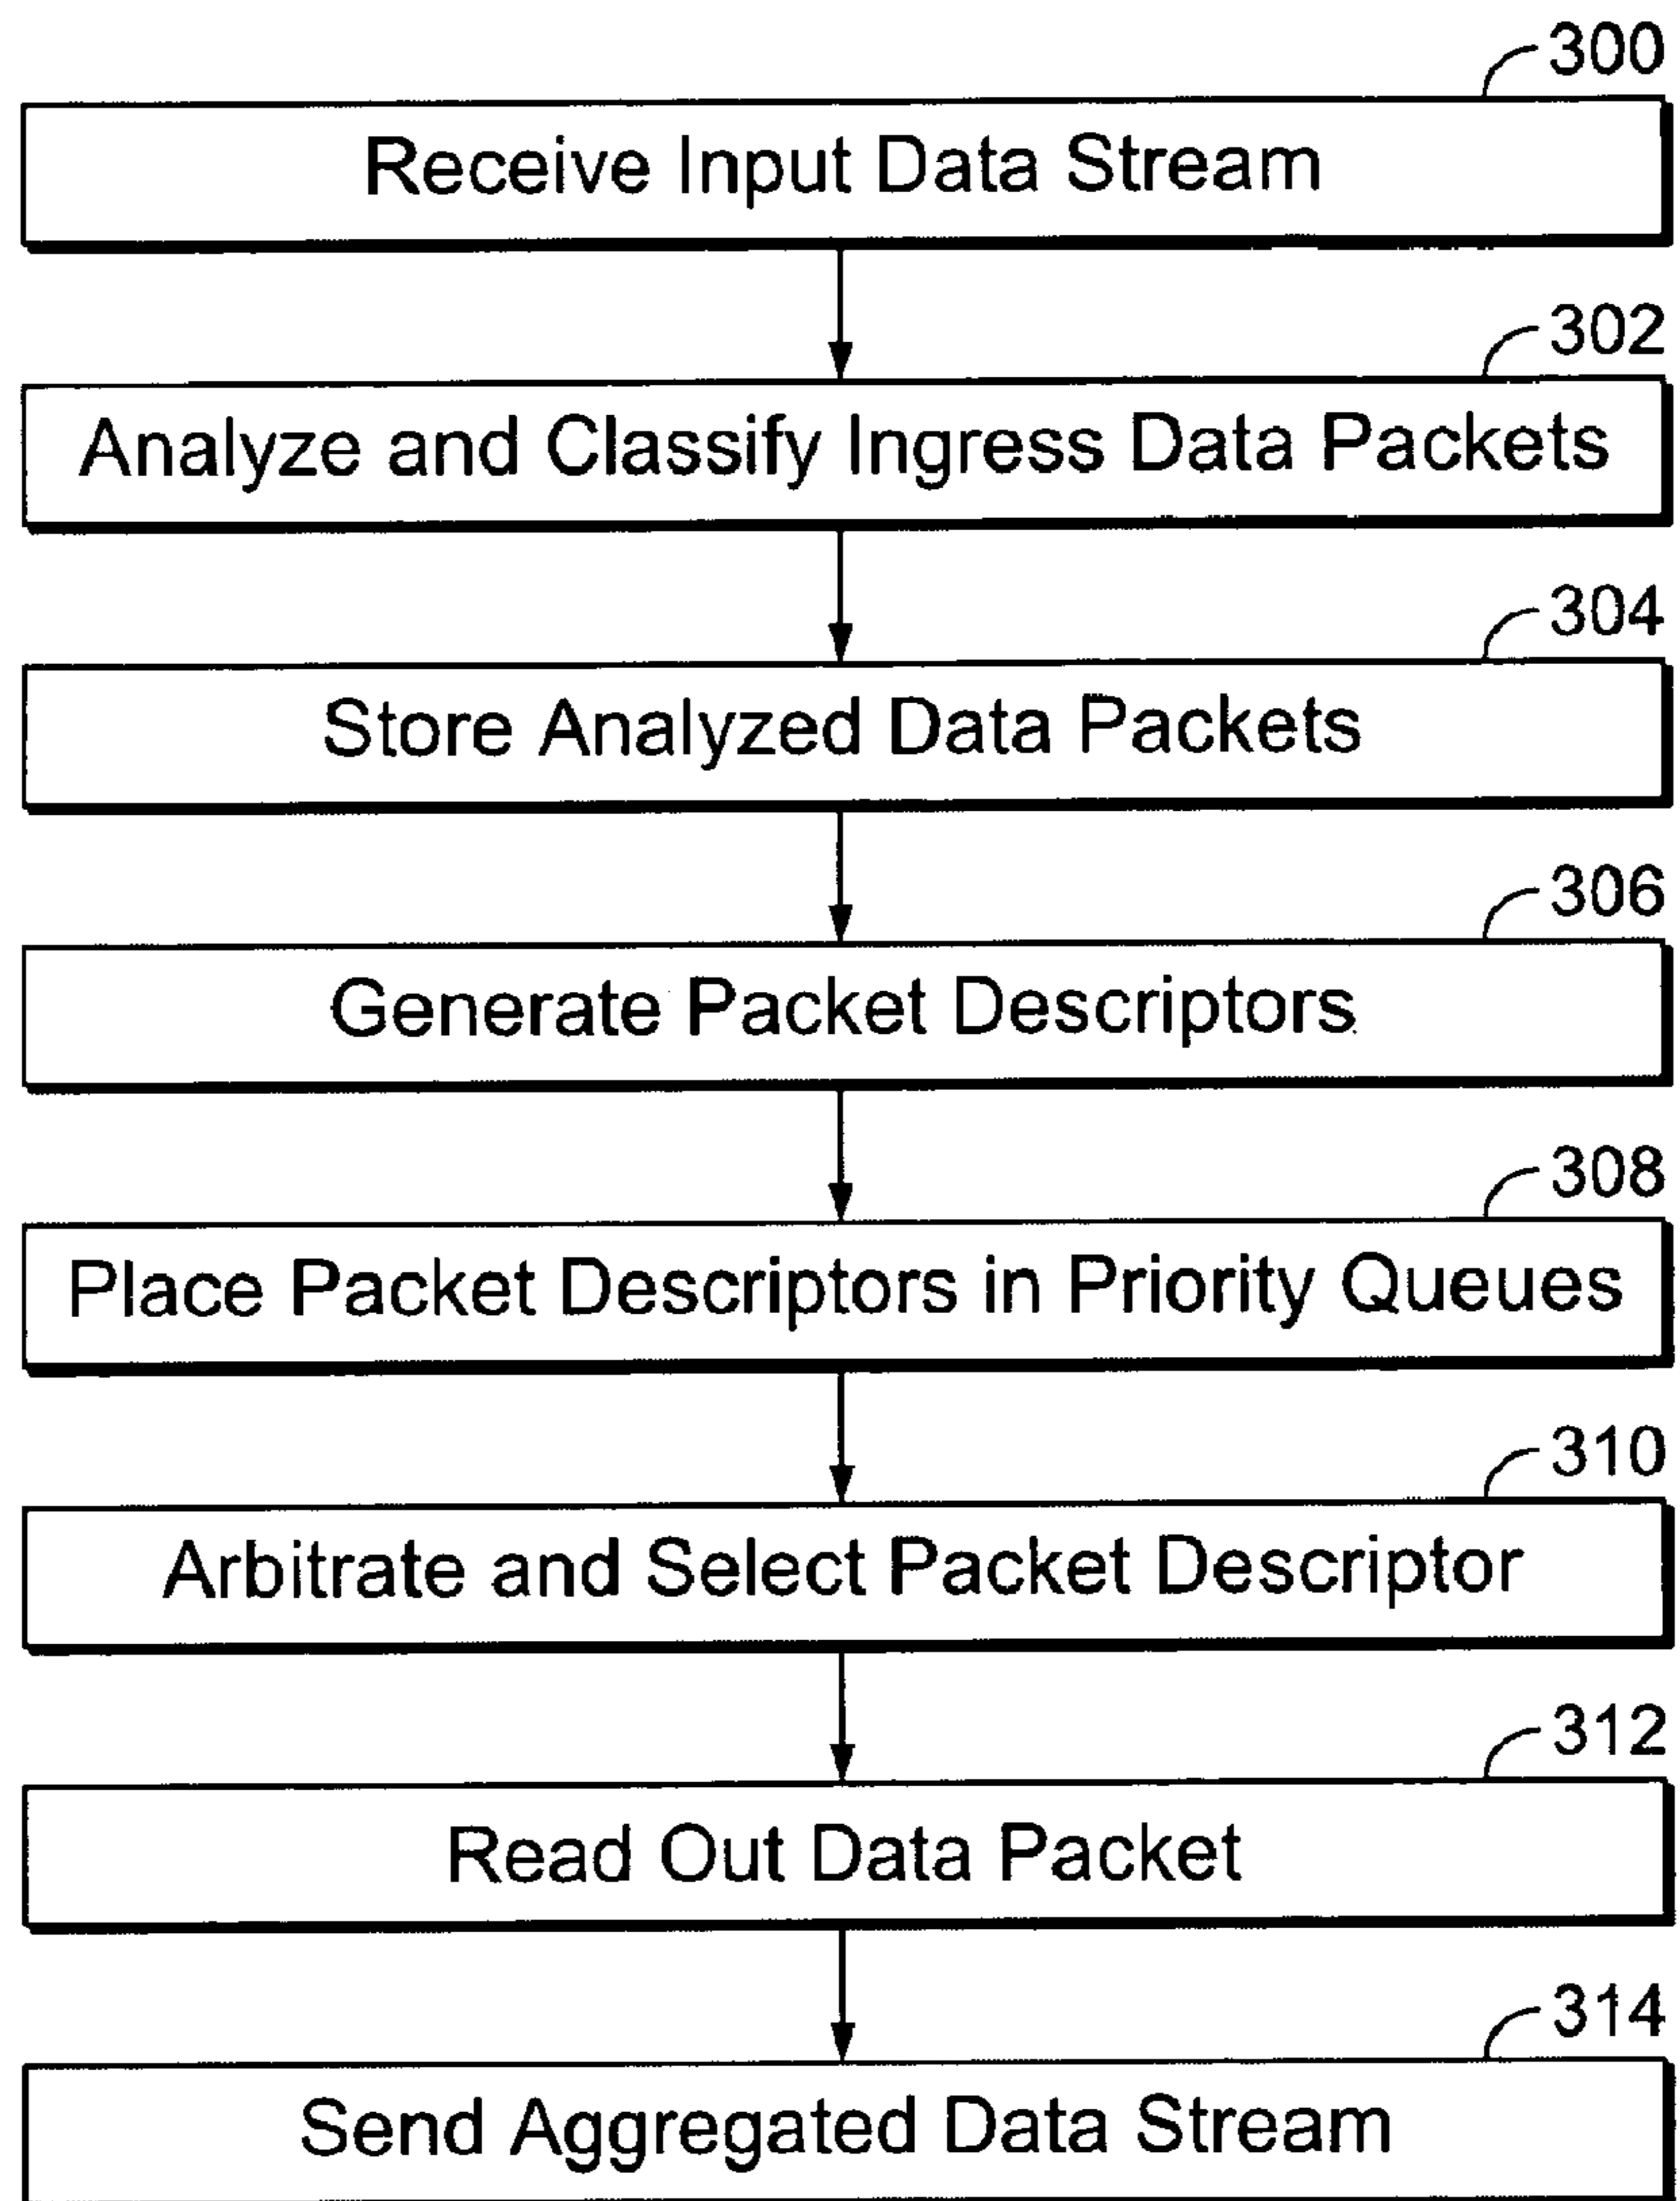 300
Receive Input Data Stream
302
Analyze and Classify Ingress Data Packets
304
Store Analyzed Data Packets
306
Generate Packet Descriptors
308
Place Packet Descriptors in Priority Queues
310
Arbitrate and Select Packet Descriptor
312
Read Out Data Packet
314
Send Aggregated Data Stream